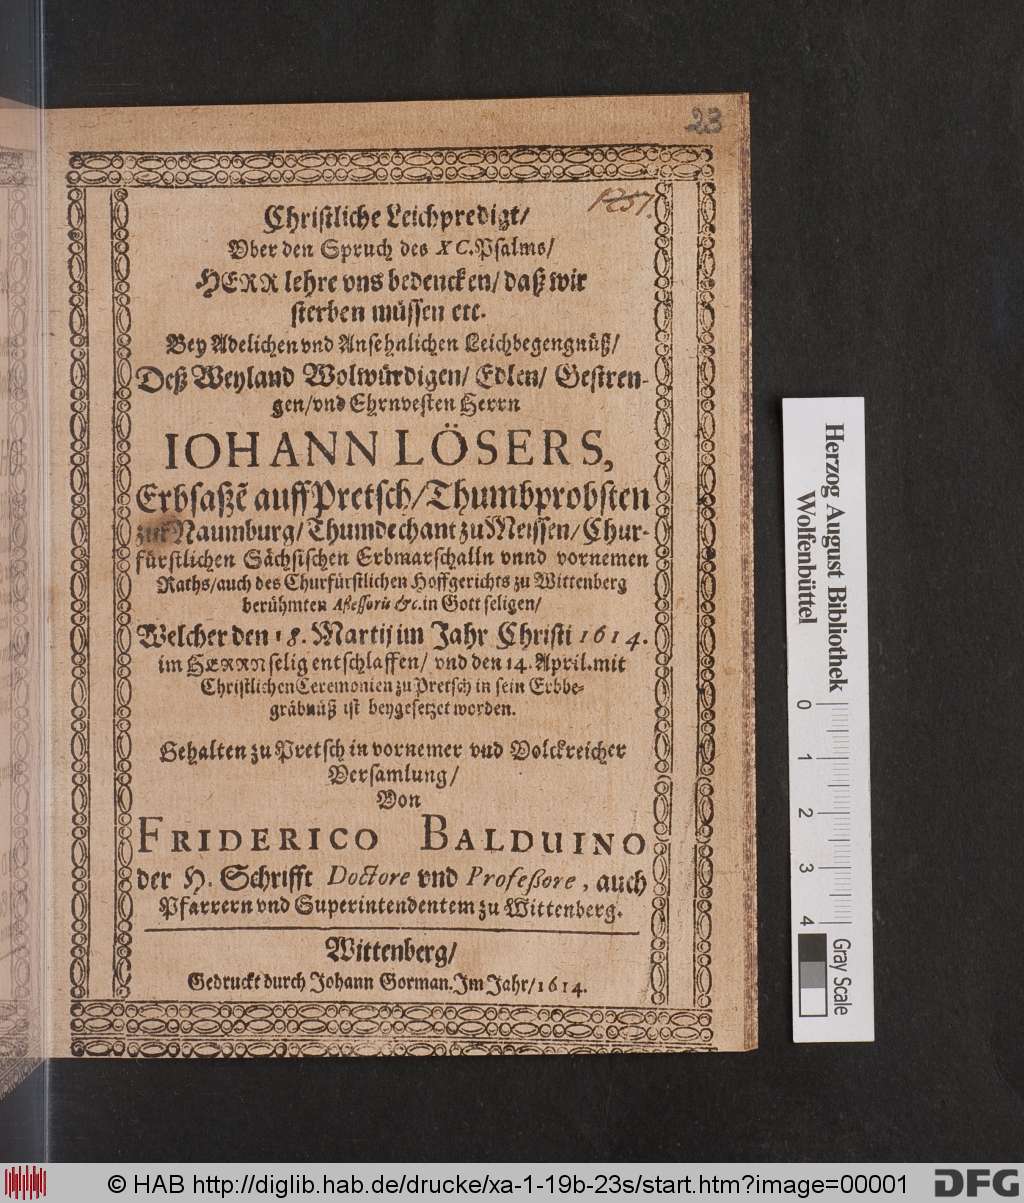 23
1257.
Christliche Leichpredigt/
Vber den Spruch des XC. Psalms/
HERR lehre vns bedencken/ daß wir
sterben müssen etc.
Bey Adelichen vnd Ansehnlichen Leichbegengnüß/
Deß Weyland Wolwürdigen/ Edlen/ Gestren-
gen/ vnd Ehrnvesten Herrn
IOHANN LÖSERS,
Erbsaßẽ auff Pretsch/ Thumbprobsten
zur Naumburg/ Thumdechant zu Meissen/ Chur-
fürstlichen Sächsischen Erbmarschalln vnnd vornemen
Raths/ auch des Churfürstlichen Hoffgerichts zu Wittenberg
berühmten Aßessoris &c. in Gott seligen/
Welcher den 18. Martij im Jahr Christi 1614.
im HERRN selig entschlaffen/ vnd den 14. April. mit
Christlichen Ceremonien zu Pretsch in sein Erbbe-
gräbnüß ist beygesetzet worden.
Gehalten zu Pretsch in vornemer vnd Volckreicher
Versamlung/
Von
FRIDERICO BALDUINO
der H. Schrifft Doctore vnd Profeßore, auch
Pfarrern vnd Superintendentem zu Wittenberg.
Wittenberg/
Gedruckt durch Johann Gorman. Im Jahr/ 1614.
Herzog August Bibliothek
Wolfenbüttel
0 1 2 3 4
Gray Scale
© HAB http://diglib.hab.de/drucke/xa-1-19b-23s/start.htm?image=00001
DFG